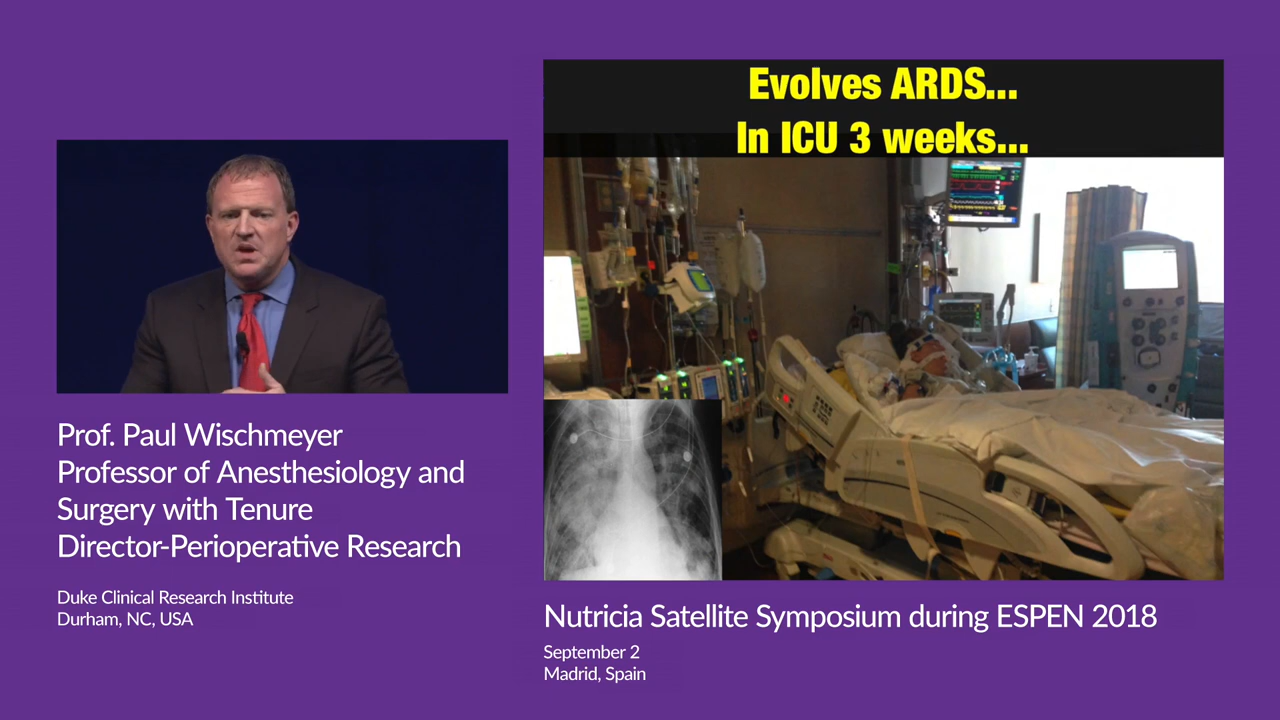 Evolves ARDS...
In ICU 3 weeks...
Prof. Paul Wischmeyer
Professor of Anesthesiology and
Surgery with Tenure
Director-Perioperative Research
Duke Clinical Research Institute
Durham, NC, USA
Nutricia Satellite Symposium during ESPEN 2018
September 2
Madrid, Spain